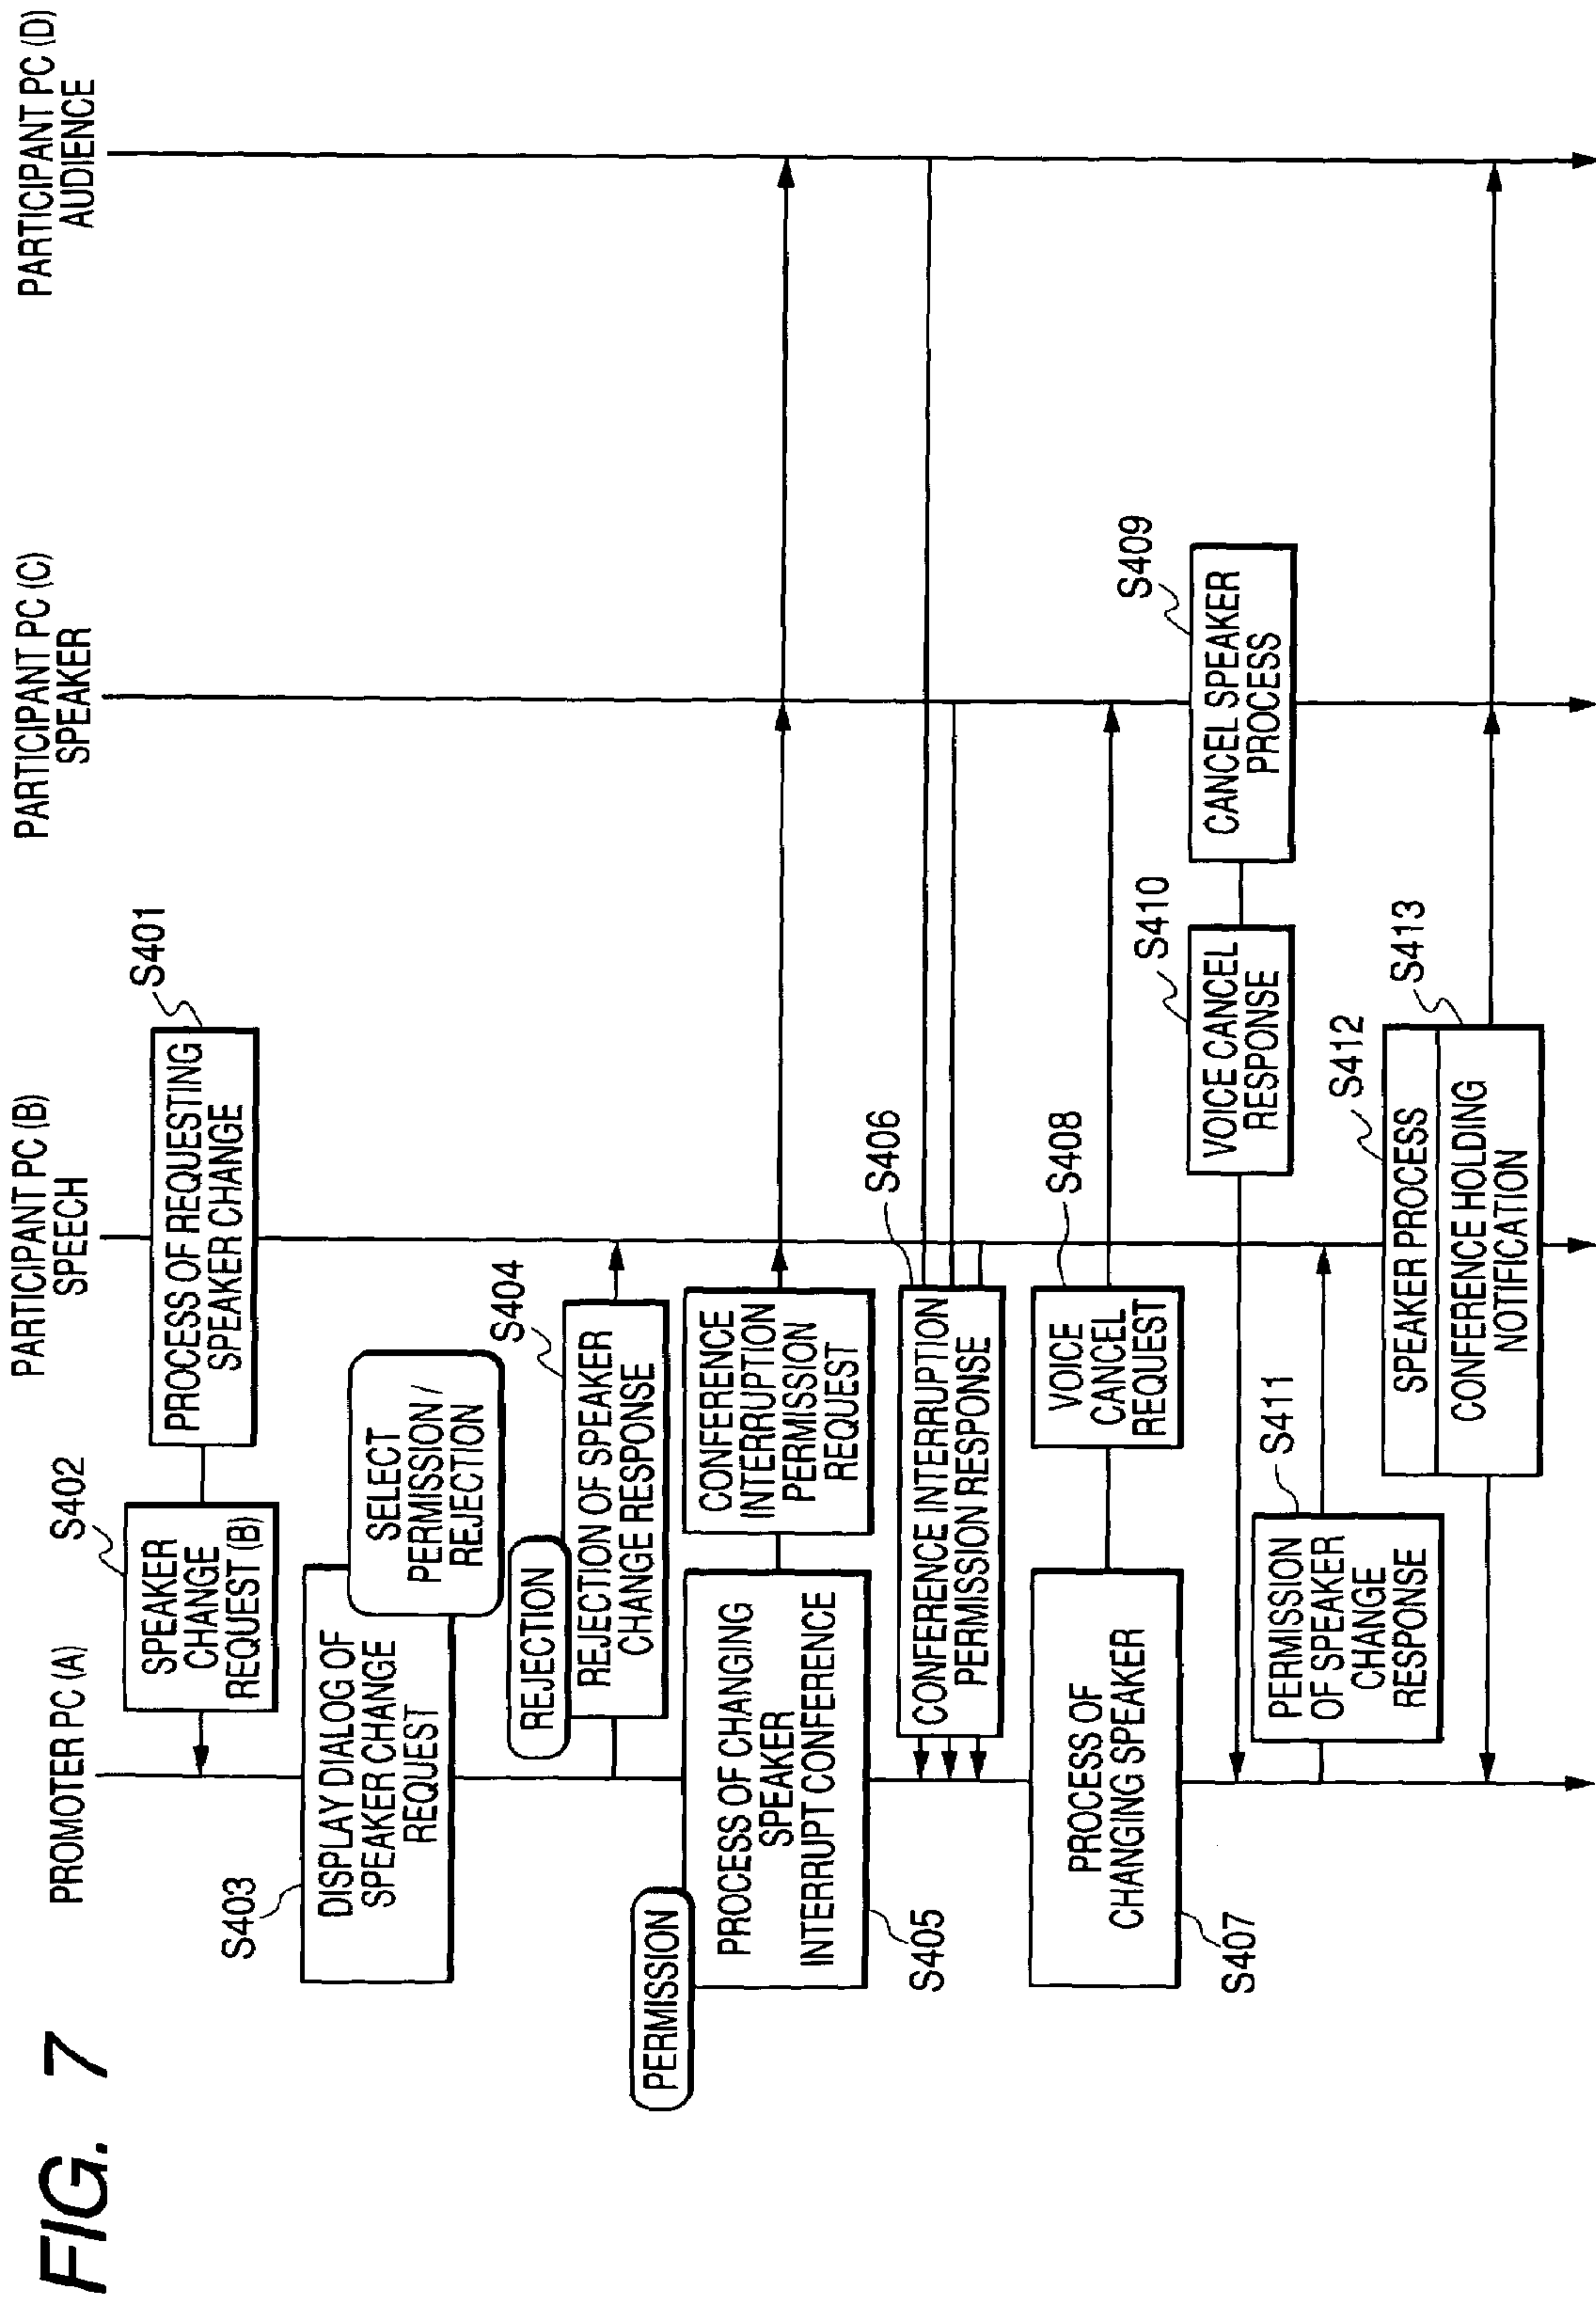 FIG. 7
PROMOTER PC (A)
PARTICIPANT PC (B)
SPEECH
PARTICIPANT PC (C)
SPEAKER
PARTICIPANT PC (D)
AUDIENCE
S401
PROCESS OF REQUESTING
SPEAKER CHANGE
S402
SPEAKER
CHANGE
REQUEST (B)
S403
DISPLAY DIALOG OF
SPEAKER CHANGE
REQUEST
SELECT
PERMISSION /
REJECTION
REJECTION
S404
REJECTION OF SPEAKER
CHANGE RESPONSE
PERMISSION
PROCESS OF CHANGING
SPEAKER
INTERRUPT CONFERENCE
S405
CONFERENCE
INTERRUPTION
PERMISSION
REQUEST
S406
CONFERENCE INTERRUPTION
PERMISSION RESPONSE
PROCESS OF
CHANGING SPEAKER
S407
S408
VOICE
CANCEL
REQUEST
S409
CANCEL SPEAKER
PROCESS
S410
VOICE CANCEL
RESPONSE
S411
PERMISSION
OF SPEAKER
CHANGE
RESPONSE
S412
SPEAKER PROCESS
S413
CONFERENCE HOLDING
NOTIFICATION